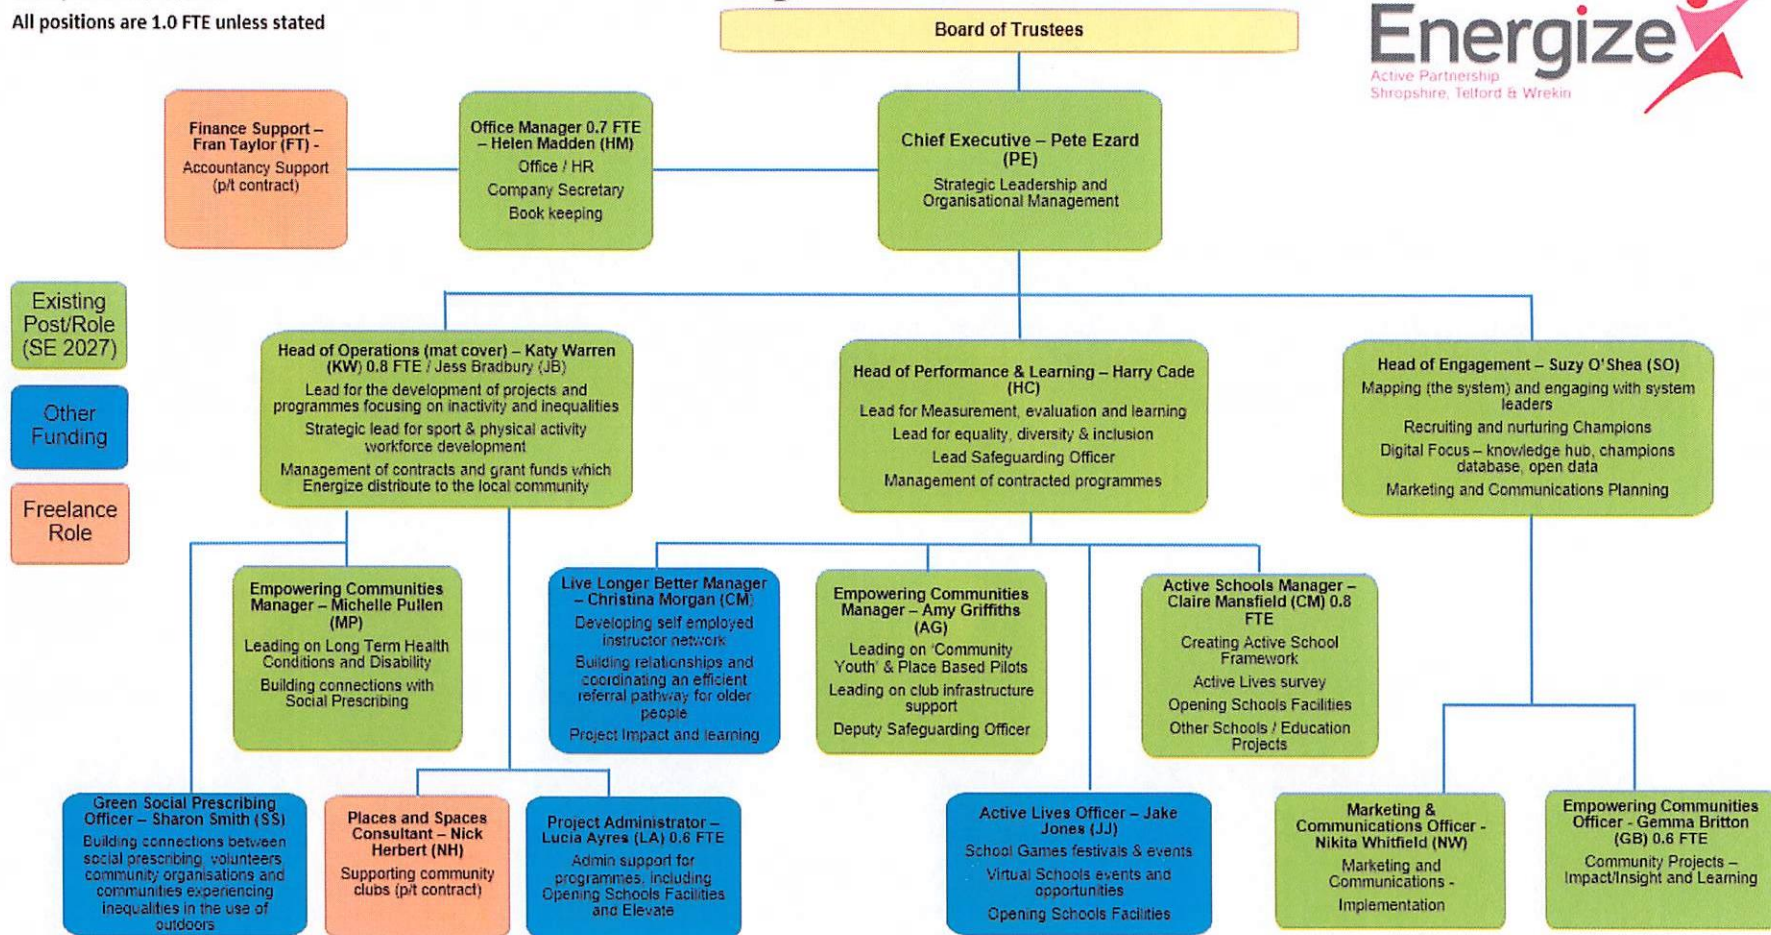 All positions are 1.0 FTE unless stated
Board of Trustees
Energize
Active Partnership
Shropshire, Telford & Wrekin
Finance Support –
Fran Taylor (FT) -
Accountancy Support
(p/t contract)
Office Manager 0.7 FTE
– Helen Madden (HM)
Office / HR
Company Secretary
Book keeping
Chief Executive – Pete Ezard
(PE)
Strategic Leadership and
Organisational Management
Existing
Post/Role
(SE 2027)
Other
Funding
Freelance
Role
Head of Operations (mat cover) – Katy Warren
(KW) 0.8 FTE / Jess Bradbury (JB)
Lead for the development of projects and
programmes focusing on inactivity and inequalities
Strategic lead for sport & physical activity
workforce development
Management of contracts and grant funds which
Energize distribute to the local community
Head of Performance & Learning – Harry Cade
(HC)
Lead for Measurement, evaluation and learning
Lead for equality, diversity & inclusion
Lead Safeguarding Officer
Management of contracted programmes
Head of Engagement – Suzy O'Shea (SO)
Mapping (the system) and engaging with system
leaders
Recruiting and nurturing Champions
Digital Focus – knowledge hub, champions
database, open data
Marketing and Communications Planning
Empowering Communities
Manager – Michelle Pullen
(MP)
Leading on Long Term Health
Conditions and Disability
Building connections with
Social Prescribing
Live Longer Better Manager
– Christina Morgan (CM)
Developing self employed
instructor network
Building relationships and
coordinating an efficient
referral pathway for older
people
Project Impact and learning
Empowering Communities
Manager – Amy Griffiths
(AG)
Leading on 'Community
Youth' & Place Based Pilots
Leading on club infrastructure
support
Deputy Safeguarding Officer
Active Schools Manager –
Claire Mansfield (CM) 0.8
FTE
Creating Active School
Framework
Active Lives survey
Opening Schools Facilities
Other Schools / Education
Projects
Green Social Prescribing
Officer – Sharon Smith (SS)
Building connections between
social prescribing, volunteers,
community organisations and
communities experiencing
inequalities in the use of
outdoors
Places and Spaces
Consultant – Nick
Herbert (NH)
Supporting community
clubs (p/t contract)
Project Administrator –
Lucia Ayres (LA) 0.6 FTE
Admin support for
programmes, including
Opening Schools Facilities
and Elevate
Active Lives Officer – Jake
Jones (JJ)
School Games festivals & events
Virtual Schools events and
opportunities
Opening Schools Facilities
Marketing &
Communications Officer -
Nikita Whitfield (NW)
Marketing and
Communications -
Implementation
Empowering Communities
Officer - Gemma Britton
(GB) 0.6 FTE
Community Projects –
Impact/Insight and Learning